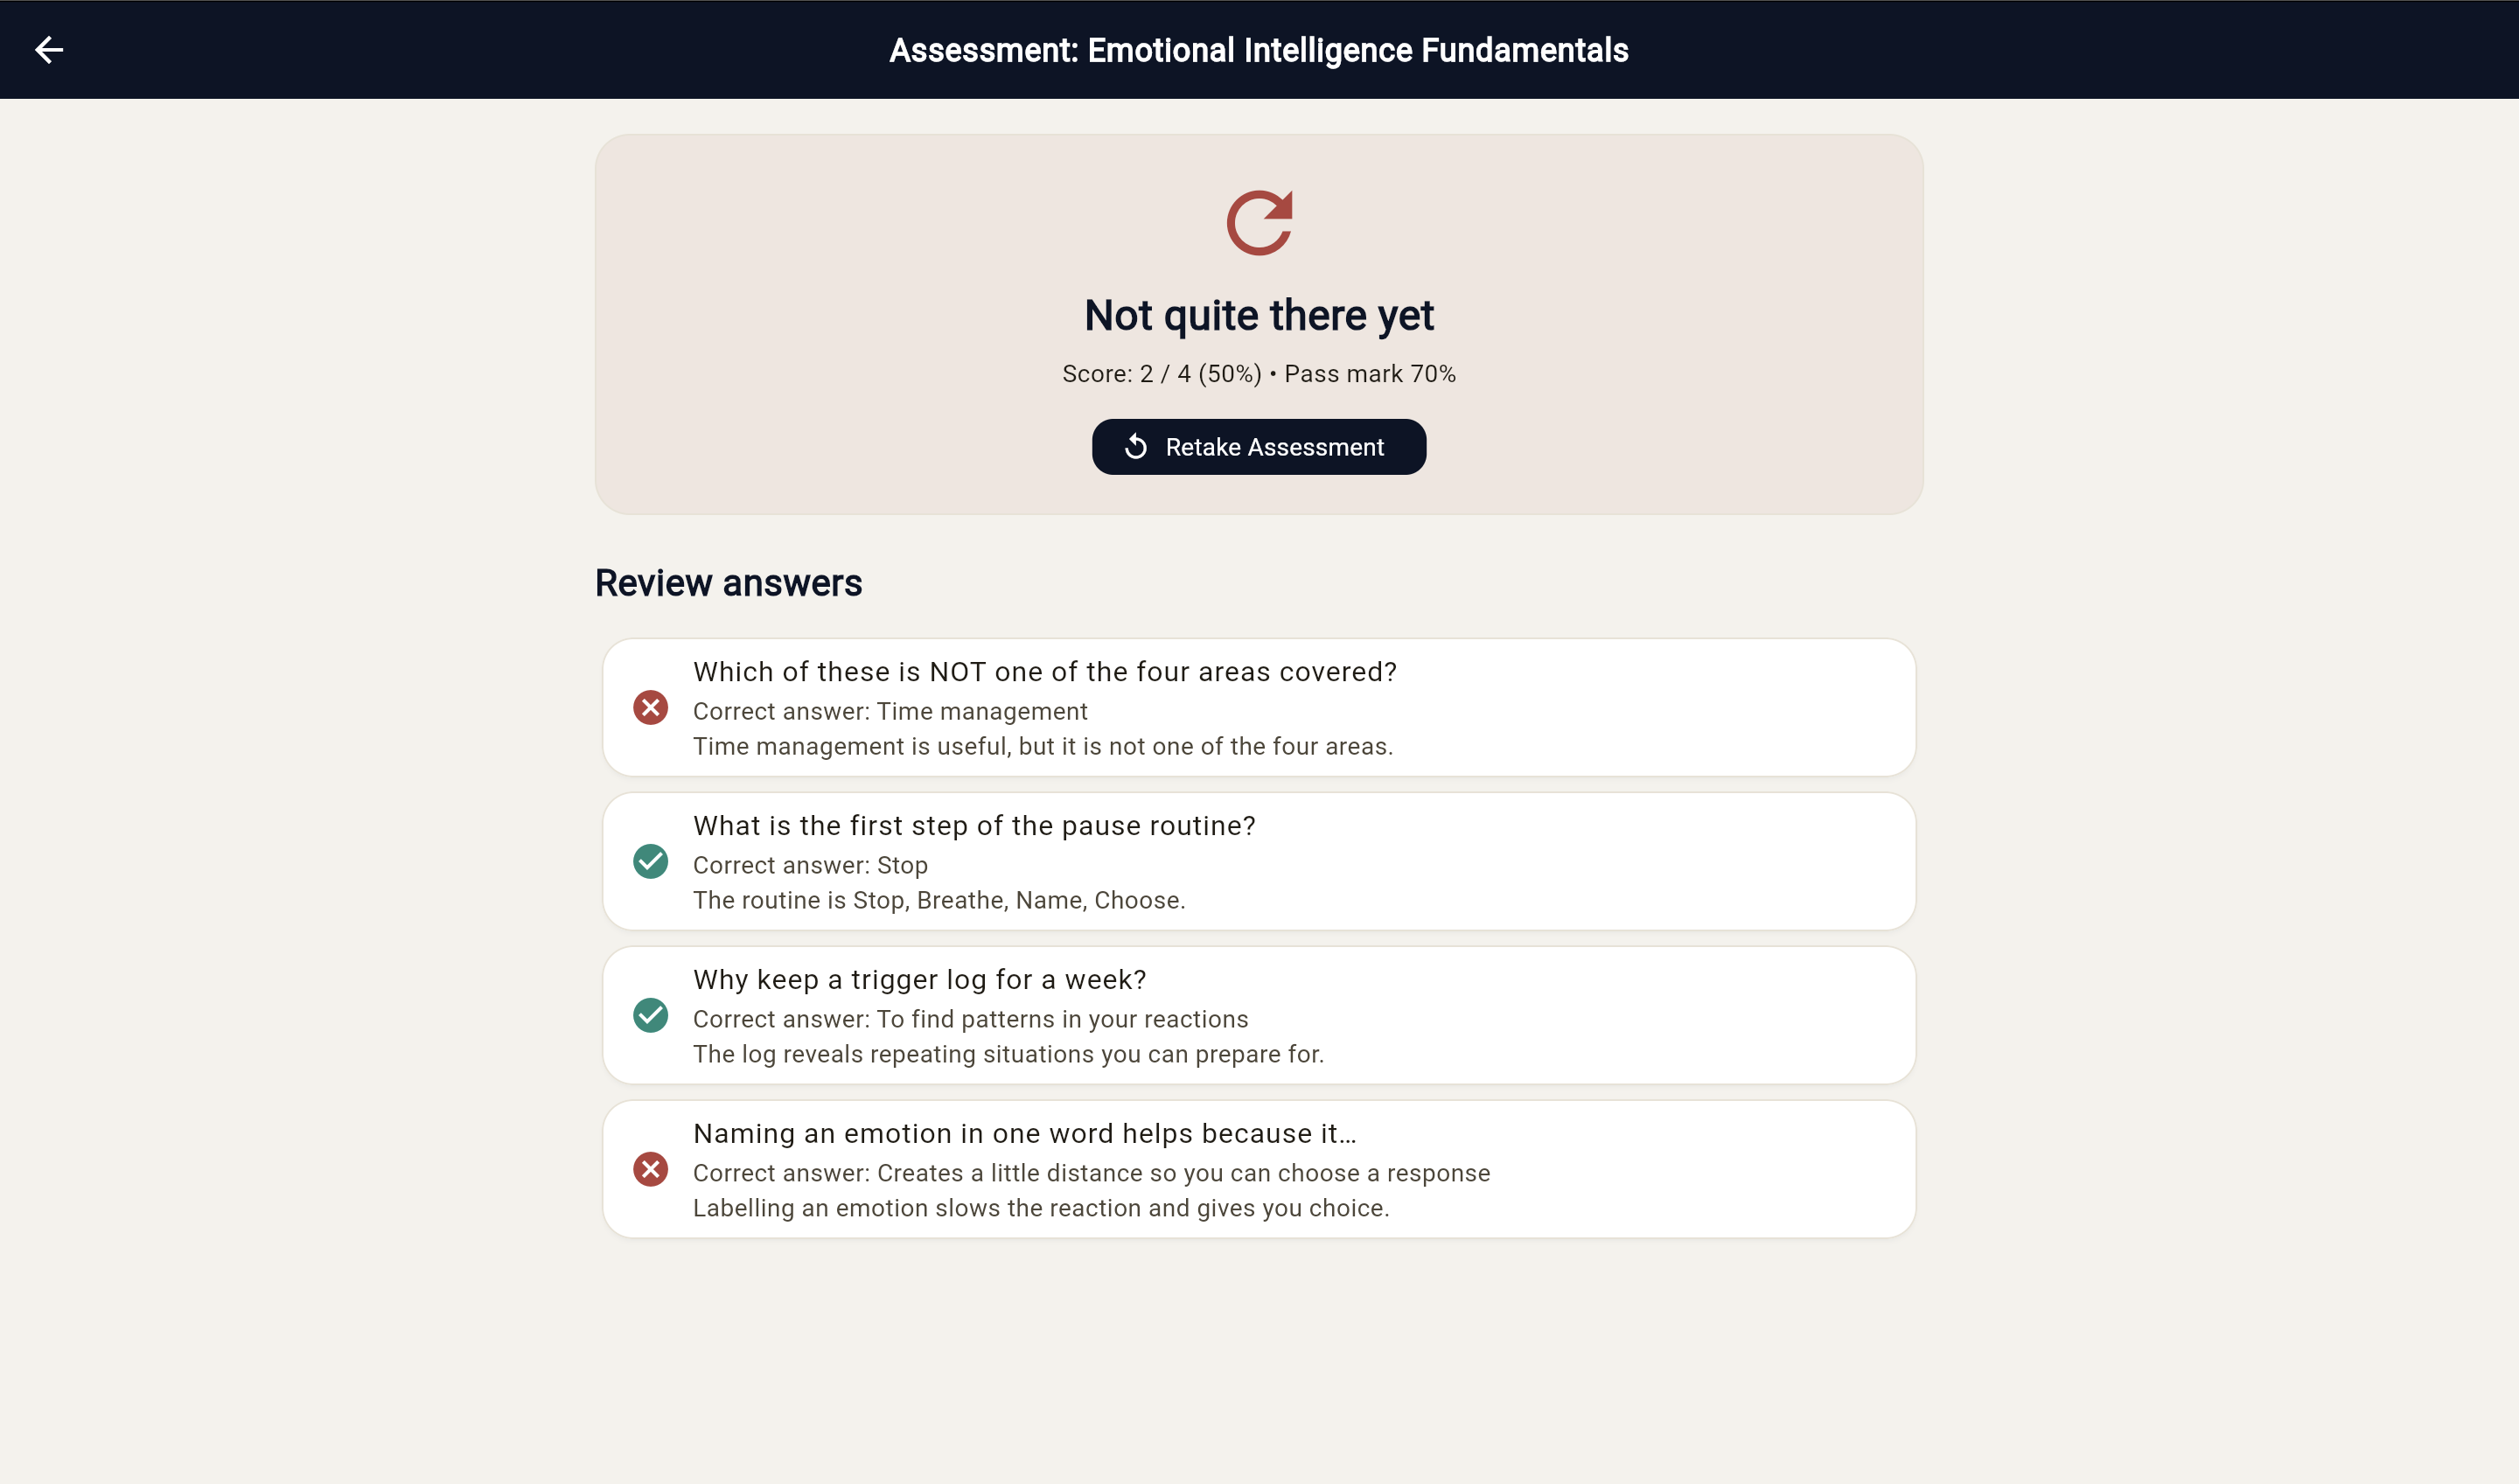 Assessment: Emotional Intelligence Fundamentals
Not quite there yet
Score: 2 / 4 (50%) • Pass mark 70%
Retake Assessment
Review answers
Which of these is NOT one of the four areas covered?
Correct answer: Time management
Time management is useful, but it is not one of the four areas.
What is the first step of the pause routine?
Correct answer: Stop
The routine is Stop, Breathe, Name, Choose.
Why keep a trigger log for a week?
Correct answer: To find patterns in your reactions
The log reveals repeating situations you can prepare for.
Naming an emotion in one word helps because it…
Correct answer: Creates a little distance so you can choose a response
Labelling an emotion slows the reaction and gives you choice.